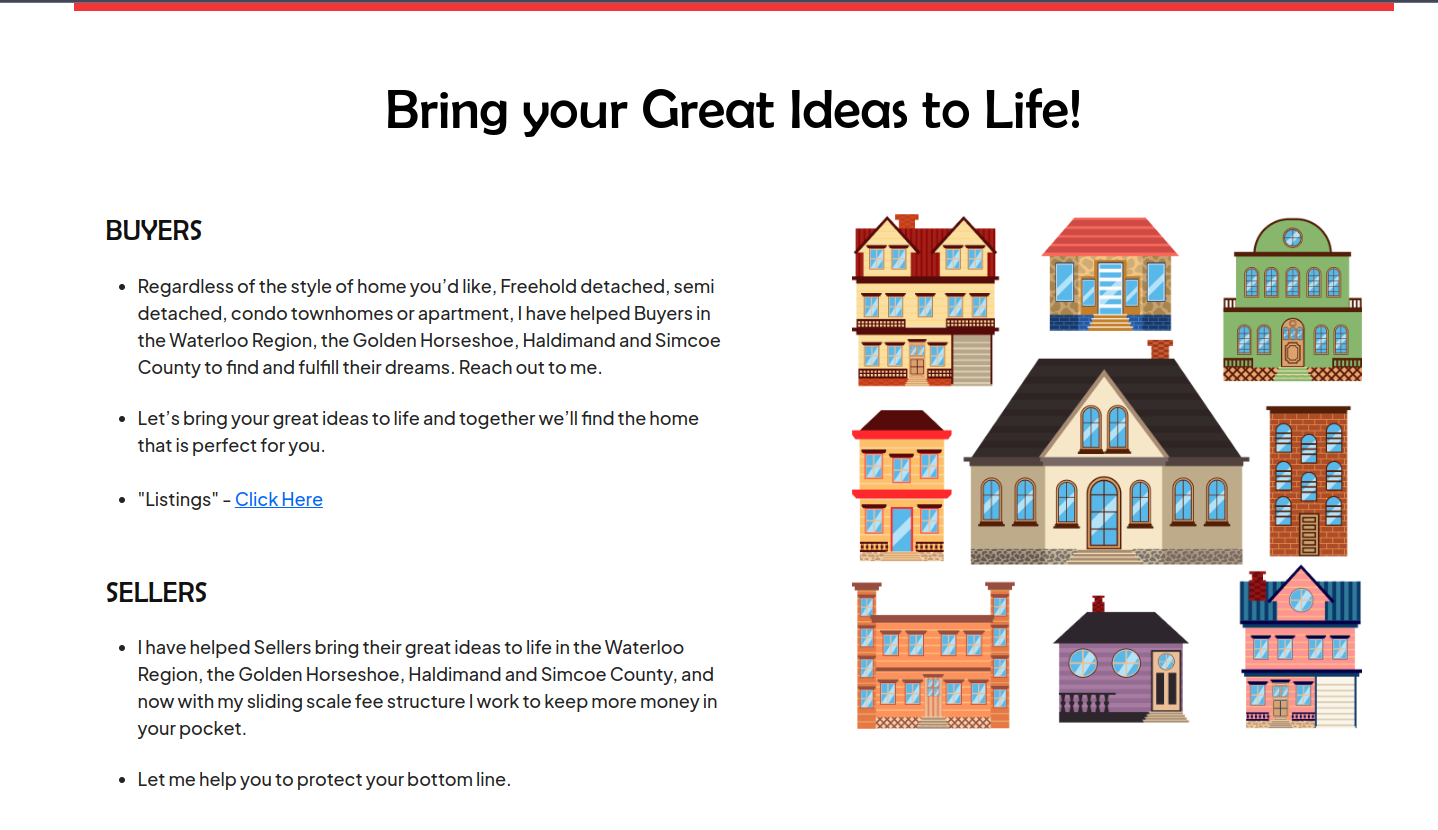 Bring your Great Ideas to Life!
BUYERS
• Regardless of the style of home you’d like, Freehold detached, semi
detached, condo townhomes or apartment, I have helped Buyers in
the Waterloo Region, the Golden Horseshoe, Haldimand and Simcoe
County to find and fulfill their dreams. Reach out to me.
• Let’s bring your great ideas to life and together we’ll find the home
that is perfect for you.
• "Listings" - Click Here
SELLERS
• I have helped Sellers bring their great ideas to life in the Waterloo
Region, the Golden Horseshoe, Haldimand and Simcoe County, and
now with my sliding scale fee structure I work to keep more money in
your pocket.
• Let me help you to protect your bottom line.